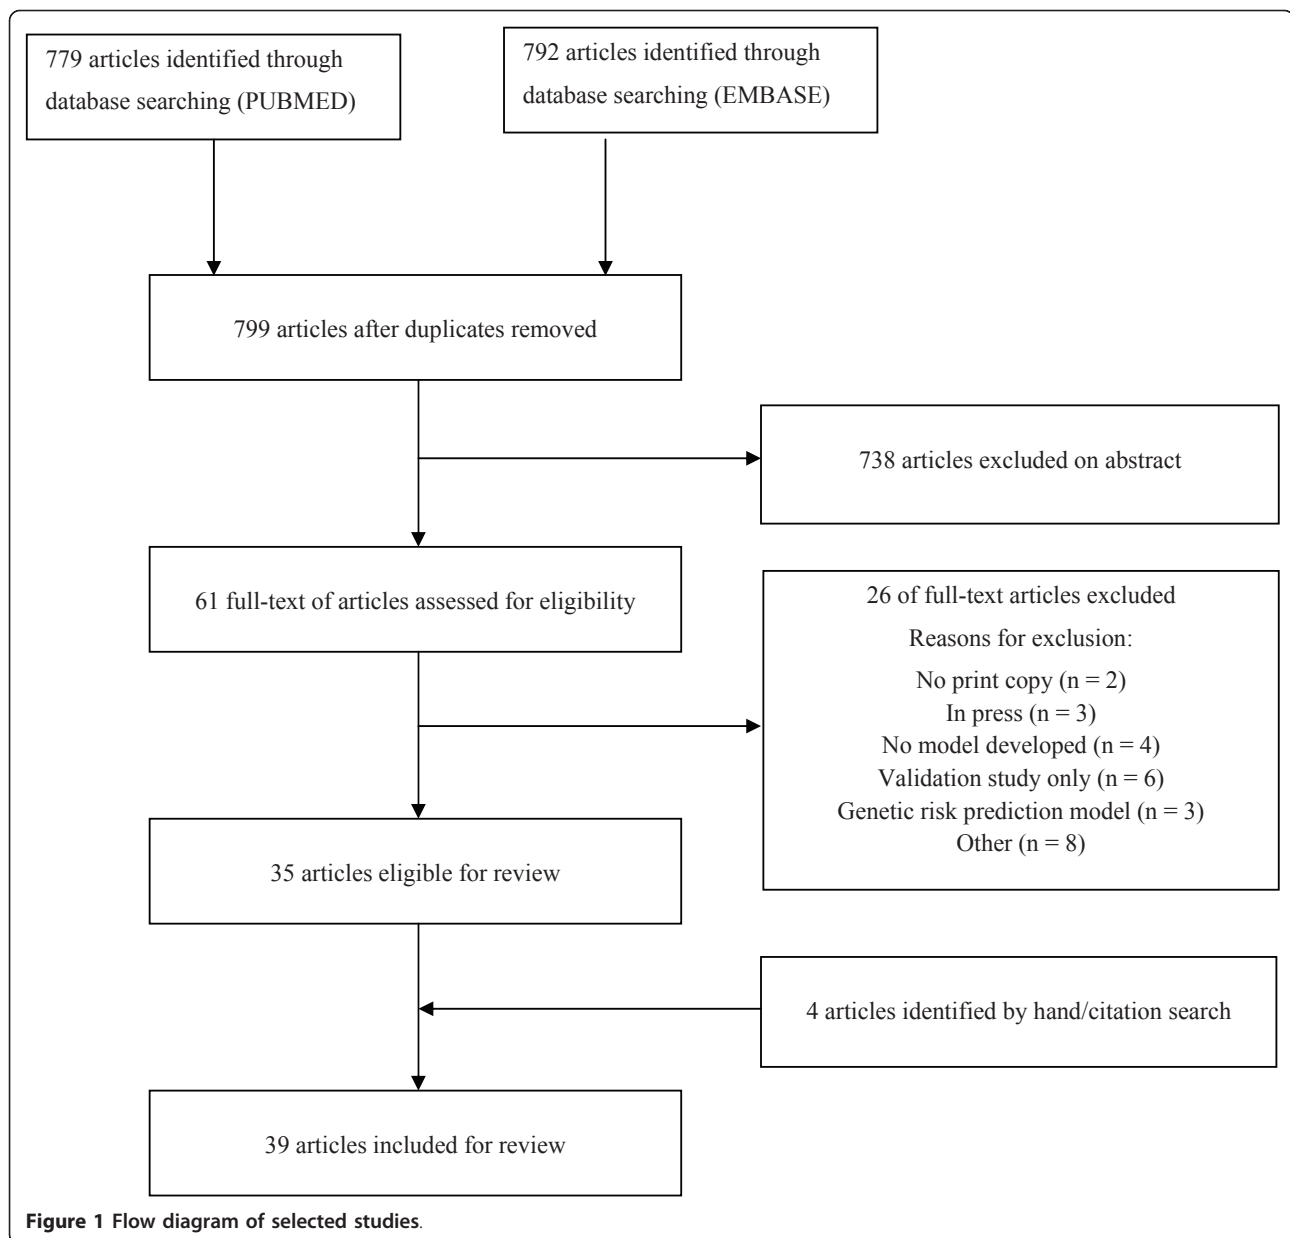 779 articles identified through
database searching (PUBMED)
792 articles identified through
database searching (EMBASE)
799 articles after duplicates removed
738 articles excluded on abstract
61 full-text of articles assessed for eligibility
26 of full-text articles excluded
Reasons for exclusion:
No print copy (n = 2)
In press (n = 3)
No model developed (n = 4)
Validation study only (n = 6)
Genetic risk prediction model (n = 3)
Other (n = 8)
35 articles eligible for review
4 articles identified by hand/citation search
39 articles included for review
Figure 1 Flow diagram of selected studies.